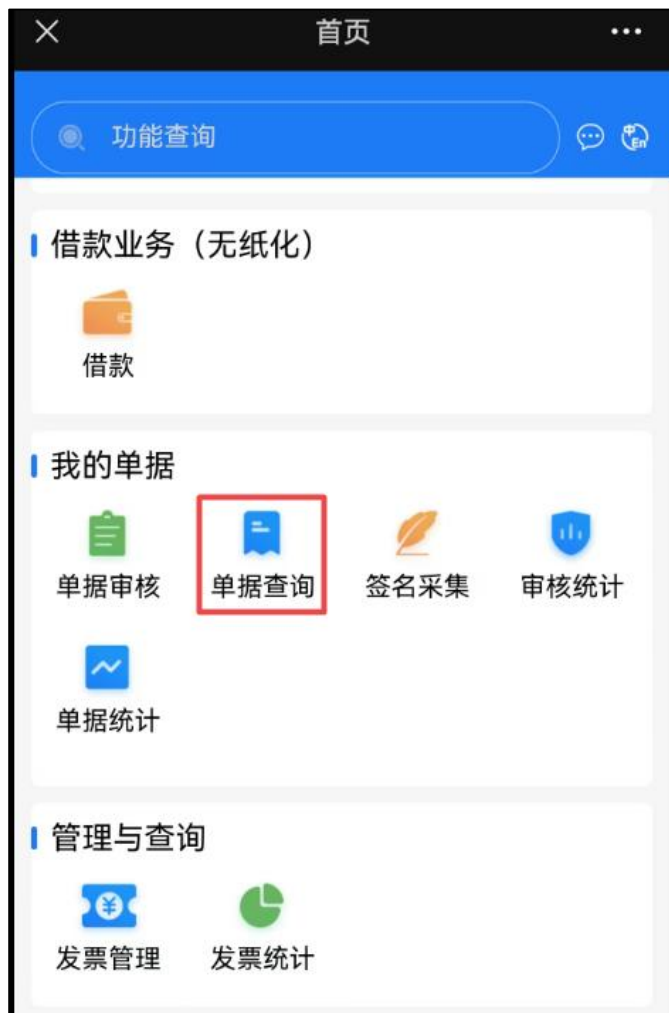 首页
功能查询
中
En
借款业务（无纸化）
借款
我的单据
单据审核 单据查询 签名采集 审核统计
单据统计
管理与查询
发票管理 发票统计